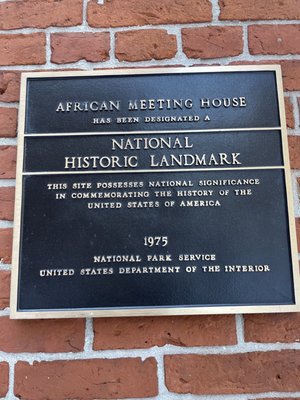 AFRICAN MEETING HOUSE
HAS BEEN DESIGNATED A
NATIONAL
HISTORIC LANDMARK
THIS SITE POSSESSES NATIONAL SIGNIFICANCE
IN COMMEMORATING THE HISTORY OF THE
UNITED STATES OF AMERICA
1975
NATIONAL PARK SERVICE
UNITED STATES DEPARTMENT OF THE INTERIOR